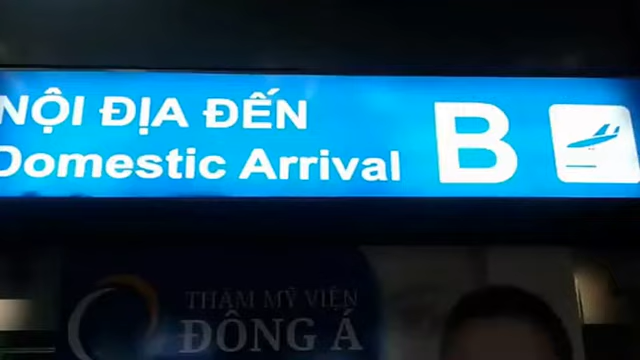 NỘI ĐỊA ĐẾN
Domestic Arrival
B
THẨM MỸ VIỆN
ĐÔNG Á